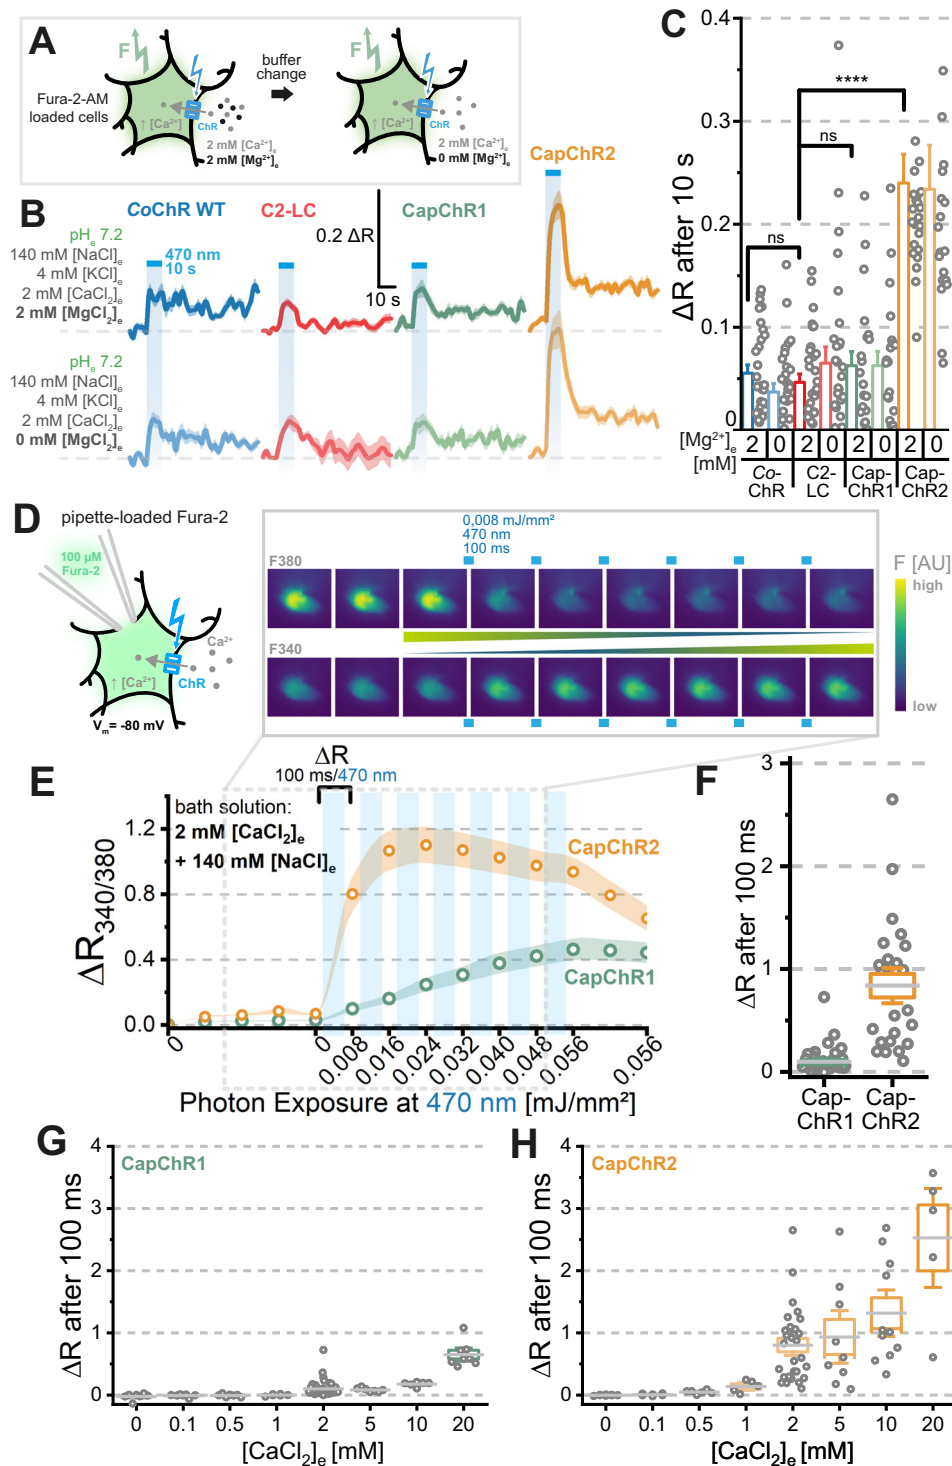 A
F
Fura-2-AM
loaded cells
↑ [Ca²⁺]ᵢ
ChR
2 mM [Ca²⁺]ₑ
2 mM [Mg²⁺]ₑ
buffer
change
F
↑ [Ca²⁺]ᵢ
ChR
2 mM [Ca²⁺]ₑ
0 mM [Mg²⁺]ₑ
B
CoChR WT
C2-LC
CapChR1
CapChR2
0.2 ΔR
10 s
pHₑ 7.2
140 mM [NaCl]ₑ
4 mM [KCl]ₑ
2 mM [CaCl₂]ₑ
2 mM [MgCl₂]ₑ
470 nm
10 s
pHₑ 7.2
140 mM [NaCl]ₑ
4 mM [KCl]ₑ
2 mM [CaCl₂]ₑ
0 mM [MgCl₂]ₑ
C
ΔR after 10 s
0.4
0.3
0.2
0.1
0
****
ns
ns
[Mg²⁺]ₑ
[mM]
2 0 2 0 2 0 2 0
Co-
ChR
C2-
LC
Cap-
ChR1
Cap-
ChR2
D
pipette-loaded Fura-2
100 µM
Fura-2
Ca²⁺
↑ [Ca²⁺]ᵢ
ChR
Vₘ= -80 mV
0,008 mJ/mm²
470 nm
100 ms
F380
F340
F [AU]
high
low
E
ΔR
100 ms/470 nm
bath solution:
2 mM [CaCl₂]ₑ
+ 140 mM [NaCl]ₑ
CapChR2
CapChR1
ΔR₃₄₀/₃₈₀
1.2
0.8
0.4
0.0
0 0 0.008 0.016 0.024 0.032 0.040 0.048 0.056 0.056
Photon Exposure at 470 nm [mJ/mm²]
F
ΔR after 100 ms
3
2
1
0
Cap-
ChR1
Cap-
ChR2
G
CapChR1
ΔR after 100 ms
4
3
2
1
0
0 0.1 0.5 1 2 5 10 20
[CaCl₂]ₑ [mM]
H
CapChR2
ΔR after 100 ms
4
3
2
1
0
0 0.1 0.5 1 2 5 10 20
[CaCl₂]ₑ [mM]